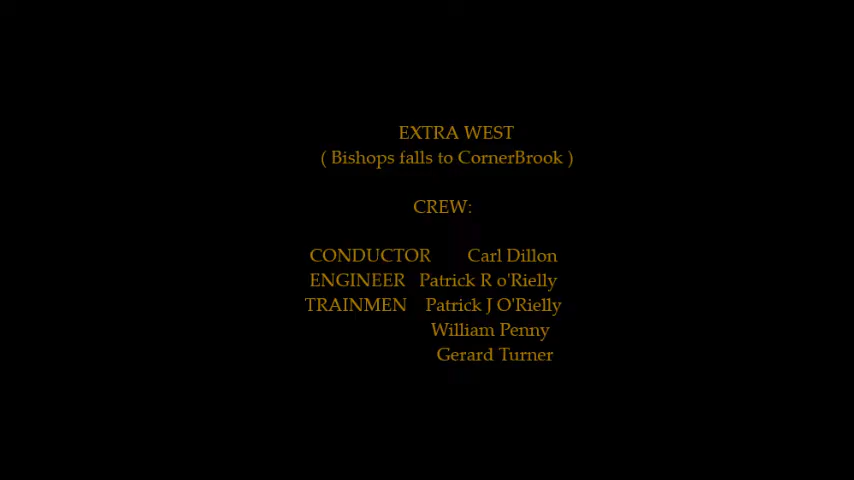 EXTRA WEST
( Bishops falls to CornerBrook )
CREW:
CONDUCTOR Carl Dillon
ENGINEER Patrick R o'Rielly
TRAINMEN Patrick J O'Rielly
William Penny
Gerard Turner